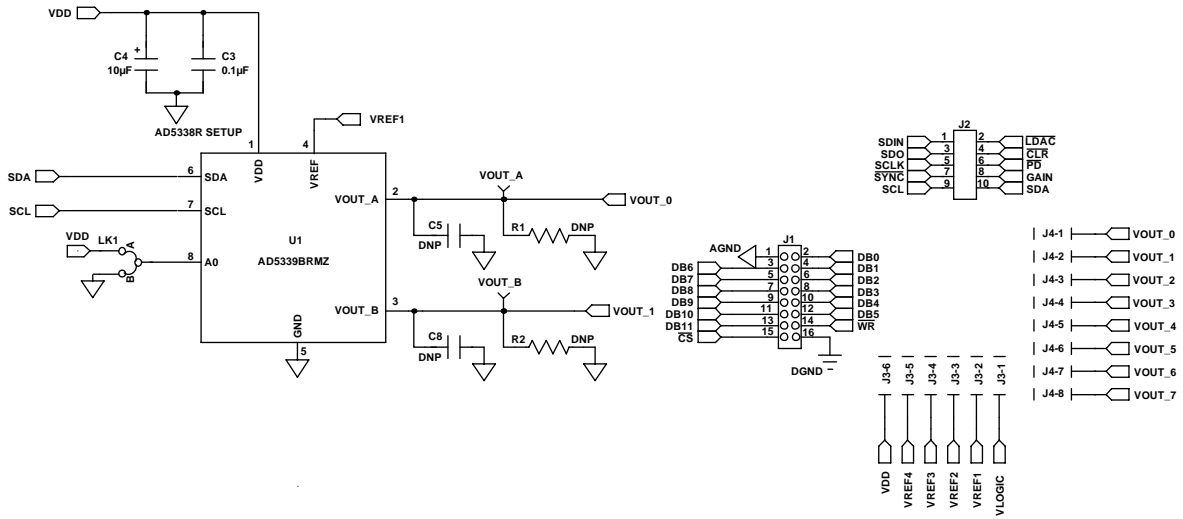 VDD
C4
+
10µF
C3
0.1µF
AD5338R SETUP
1
VDD
4
VREF
VREF1
SDA
6
SDA
SCL
7
SCL
VDD
LK1
A
B
8
A0
U1
AD5339BRMZ
GND
5
VOUT_A
2
VOUT_A
VOUT_0
C5
DNP
R1
DNP
VOUT_B
3
VOUT_B
VOUT_1
C8
DNP
R2
DNP
J1
AGND
1
2
DB0
DB6
3
4
DB1
DB7
5
6
DB2
DB8
7
8
DB3
DB9
9
10
DB4
DB10
11
12
DB5
DB11
13
14
WR
CS
15
16
DGND
J2
SDIN
1
2
LDAC
SDO
3
4
CLR
SCLK
5
6
PD
SYNC
7
8
GAIN
SCL
9
10
SDA
J4-1
VOUT_0
J4-2
VOUT_1
J4-3
VOUT_2
J4-4
VOUT_3
J4-5
VOUT_4
J4-6
VOUT_5
J4-7
VOUT_6
J4-8
VOUT_7
J3-6
J3-5
J3-4
J3-3
J3-2
J3-1
VDD
VREF4
VREF3
VREF2
VREF1
VLOGIC